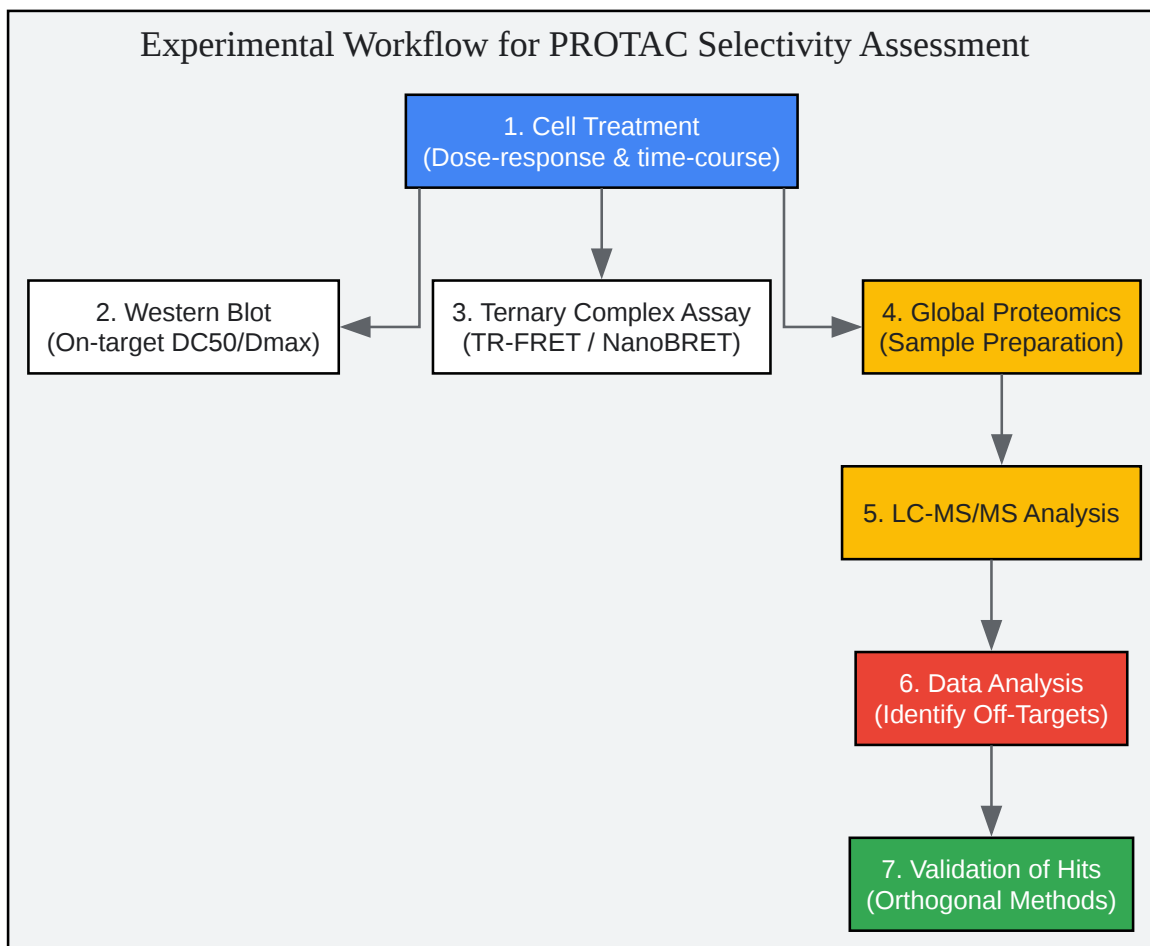 Experimental Workflow for PROTAC Selectivity Assessment
1. Cell Treatment
(Dose-response & time-course)
2. Western Blot
(On-target DC50/Dmax)
3. Ternary Complex Assay
(TR-FRET / NanoBRET)
4. Global Proteomics
(Sample Preparation)
5. LC-MS/MS Analysis
6. Data Analysis
(Identify Off-Targets)
7. Validation of Hits
(Orthogonal Methods)